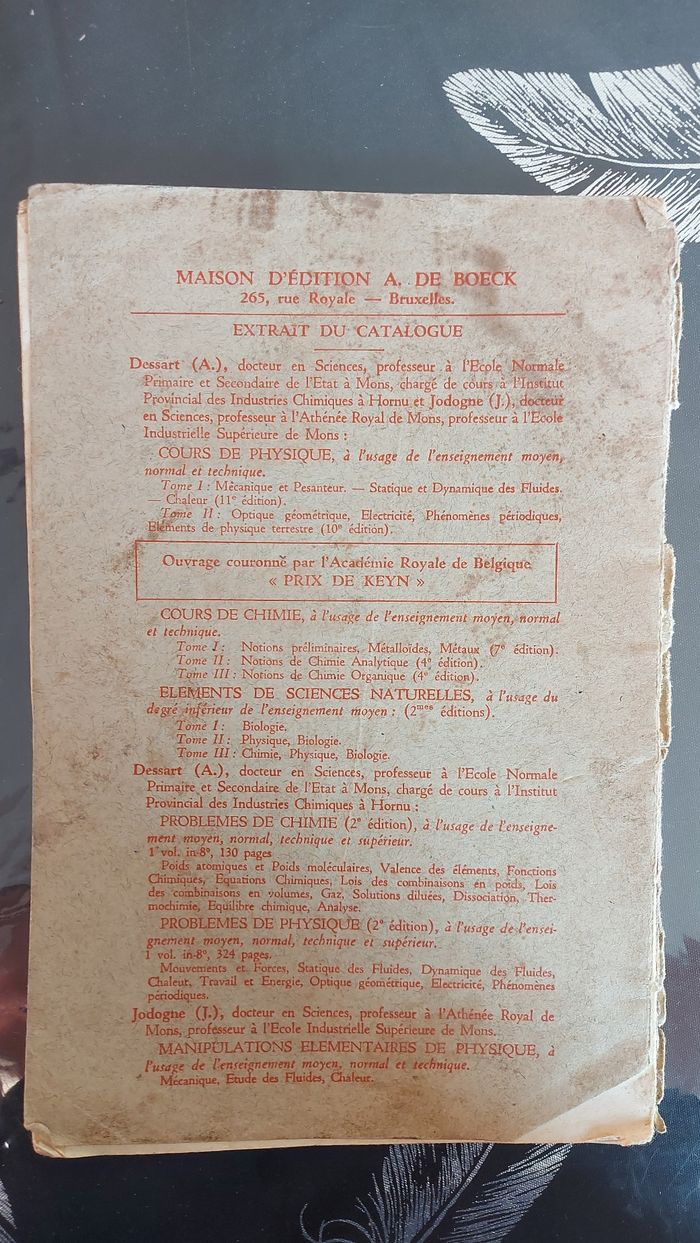 MAISON D'ÉDITION A. DE BOECK
265, rue Royale — Bruxelles.
EXTRAIT DU CATALOGUE
Dessart (A.), docteur en Sciences, professeur à l'Ecole Normale
Primaire et Secondaire de l'Etat à Mons, chargé de cours à l'Institut
Provincial des Industries Chimiques à Hornu et Jodogne (J.), docteur
en Sciences, professeur à l'Athénée Royal de Mons, professeur à l'Ecole
Industrielle Supérieure de Mons :
COURS DE PHYSIQUE, à l'usage de l'enseignement moyen,
normal et technique.
Tome I : Mécanique et Pesanteur. — Statique et Dynamique des Fluides.
— Chaleur (11e édition).
Tome II : Optique géométrique, Electricité, Phénomènes périodiques,
Eléments de physique terrestre (10e édition).
Ouvrage couronné par l'Académie Royale de Belgique
« PRIX DE KEYN »
COURS DE CHIMIE, à l'usage de l'enseignement moyen, normal
et technique.
Tome I : Notions préliminaires, Métalloïdes, Métaux (7e édition).
Tome II : Notions de Chimie Analytique (4e édition).
Tome III : Notions de Chimie Organique (4e édition).
ELEMENTS DE SCIENCES NATURELLES, à l'usage du
degré inférieur de l'enseignement moyen : (2mes éditions).
Tome I : Biologie.
Tome II : Physique, Biologie.
Tome III : Chimie, Physique, Biologie.
Dessart (A.), docteur en Sciences, professeur à l'Ecole Normale
Primaire et Secondaire de l'Etat à Mons, chargé de cours à l'Institut
Provincial des Industries Chimiques à Hornu :
PROBLEMES DE CHIMIE (2e édition), à l'usage de l'enseigne-
ment moyen, normal, technique et supérieur.
1 vol. in-8°, 130 pages
Poids atomiques et Poids moléculaires, Valence des éléments, Fonctions
Chimiques, Equations Chimiques, Lois des combinaisons en poids, Lois
des combinaisons en volumes, Gaz, Solutions diluées, Dissociation, Ther-
mochimie, Equilibre chimique, Analyse.
PROBLEMES DE PHYSIQUE (2e édition), à l'usage de l'ensei-
gnement moyen, normal, technique et supérieur.
1 vol. in-8°, 324 pages.
Mouvements et Forces, Statique des Fluides, Dynamique des Fluides,
Chaleur, Travail et Energie, Optique géométrique, Electricité, Phénomènes
périodiques.
Jodogne (J.), docteur en Sciences, professeur à l'Athénée Royal de
Mons, professeur à l'Ecole Industrielle Supérieure de Mons.
MANIPULATIONS ELEMENTAIRES DE PHYSIQUE, à
l'usage de l'enseignement moyen, normal et technique.
Mécanique, Etude des Fluides, Chaleur.